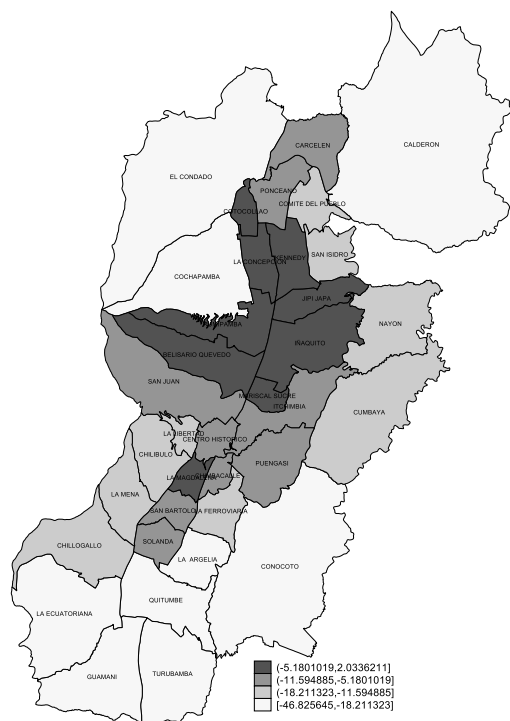 CARCELEN
CALDERON
EL CONDADO
PONCEANO
COTOCOLLAO
COMITE DEL PUEBLO
SAN ISIDRO
KENNEDY
LA CONCEPCION
COCHAPAMBA
JIPI JAPA
NAYON
IÑAQUITO
BELISARIO QUEVEDO
SAN JUAN
MARISCAL SUCRE
ITCHIMBIA
CUMBAYA
LA LIBERTAD
CENTRO HISTORICO
CHILIBULO
PUENGASI
LA MAGDALENA
CHIMBACALLE
LA MENA
SAN BARTOLO
LA FERROVIARIA
SOLANDA
CHILLOGALLO
LA ARGELIA
CONOCOTO
QUITUMBE
LA ECUATORIANA
GUAMANI
TURUBAMBA
(-5.1801019,2.0336211]
(-11.594885,-5.1801019]
(-18.211323,-11.594885]
[-46.825645,-18.211323]